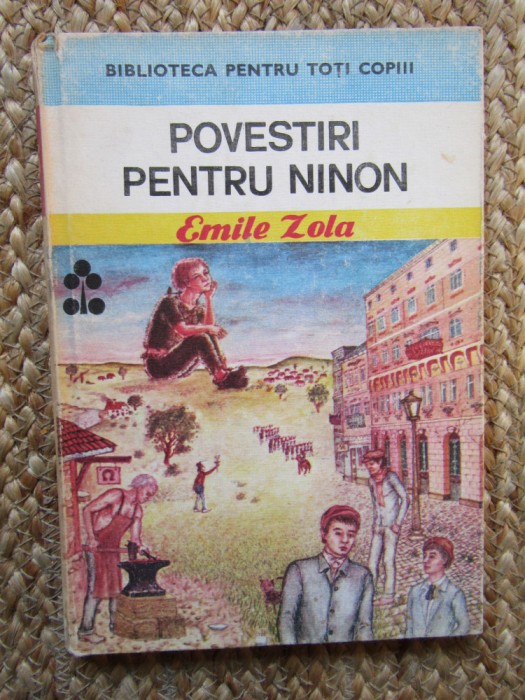 BIBLIOTECA PENTRU TOȚI COPIII
POVESTIRI
PENTRU NINON
Emile Zola